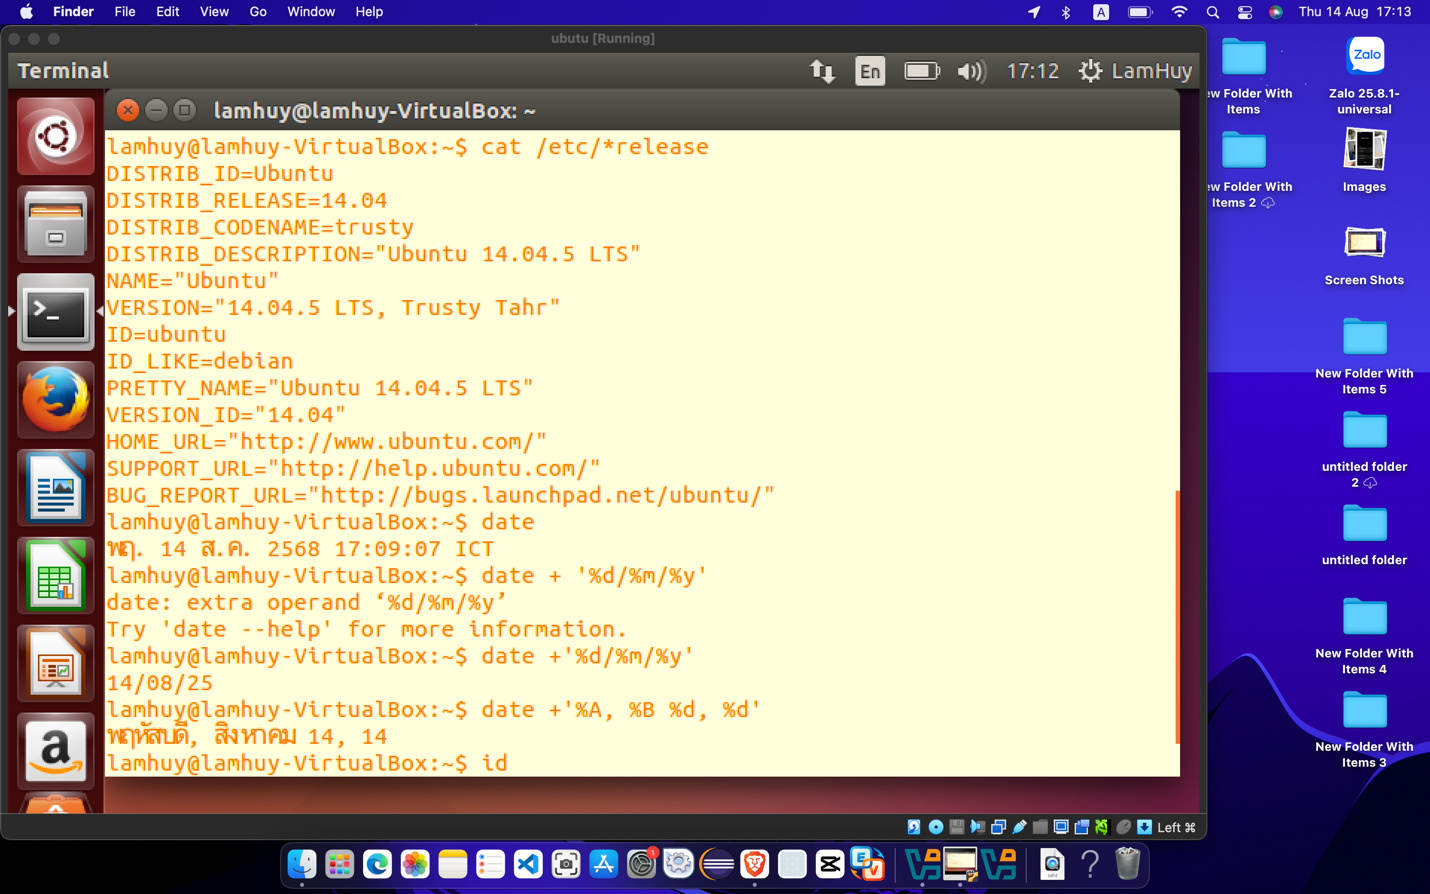 Finder File Edit View Go Window Help
A
Thu 14 Aug 17:13
ubutu [Running]
Terminal
En
17:12
LamHuy
lamhuy@lamhuy-VirtualBox: ~
lamhuy@lamhuy-VirtualBox:~$ cat /etc/*release
DISTRIB_ID=Ubuntu
DISTRIB_RELEASE=14.04
DISTRIB_CODENAME=trusty
DISTRIB_DESCRIPTION="Ubuntu 14.04.5 LTS"
NAME="Ubuntu"
VERSION="14.04.5 LTS, Trusty Tahr"
ID=ubuntu
ID_LIKE=debian
PRETTY_NAME="Ubuntu 14.04.5 LTS"
VERSION_ID="14.04"
HOME_URL="http://www.ubuntu.com/"
SUPPORT_URL="http://help.ubuntu.com/"
BUG_REPORT_URL="http://bugs.launchpad.net/ubuntu/"
lamhuy@lamhuy-VirtualBox:~$ date
พฤ. 14 ส.ค. 2568 17:09:07 ICT
lamhuy@lamhuy-VirtualBox:~$ date + '%d/%m/%y'
date: extra operand ‘%d/%m/%y’
Try 'date --help' for more information.
lamhuy@lamhuy-VirtualBox:~$ date +'%d/%m/%y'
14/08/25
lamhuy@lamhuy-VirtualBox:~$ date +'%A, %B %d, %d'
พฤหัสบดี, สิงหาคม 14, 14
lamhuy@lamhuy-VirtualBox:~$ id
Left ⌘
ew Folder With
Items
ew Folder With
Items 2
Zalo
Zalo 25.8.1-
universal
Images
Screen Shots
New Folder With
Items 5
untitled folder
2
untitled folder
New Folder With
Items 4
New Folder With
Items 3
1